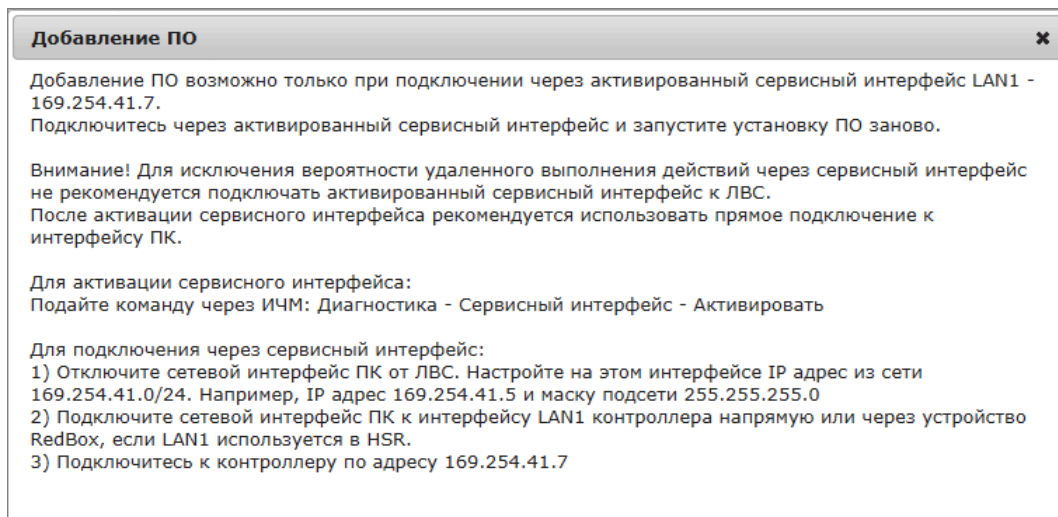 Добавление ПО
Добавление ПО возможно только при подключении через активированный сервисный интерфейс LAN1 -
169.254.41.7.
Подключитесь через активированный сервисный интерфейс и запустите установку ПО заново.
Внимание! Для исключения вероятности удаленного выполнения действий через сервисный интерфейс
не рекомендуется подключать активированный сервисный интерфейс к ЛВС.
После активации сервисного интерфейса рекомендуется использовать прямое подключение к
интерфейсу ПК.
Для активации сервисного интерфейса:
Подайте команду через ИЧМ: Диагностика - Сервисный интерфейс - Активировать
Для подключения через сервисный интерфейс:
1) Отключите сетевой интерфейс ПК от ЛВС. Настройте на этом интерфейсе IP адрес из сети
169.254.41.0/24. Например, IP адрес 169.254.41.5 и маску подсети 255.255.255.0
2) Подключите сетевой интерфейс ПК к интерфейсу LAN1 контроллера напрямую или через устройство
RedBox, если LAN1 используется в HSR.
3) Подключитесь к контроллеру по адресу 169.254.41.7